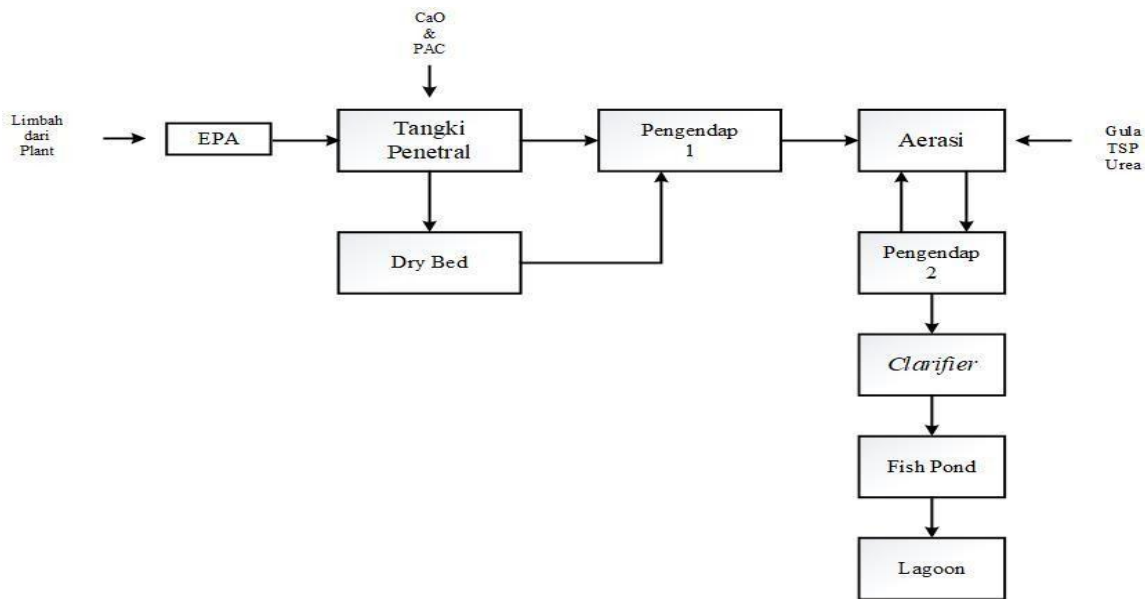 CaO
&
PAC
Limbah
dari
Plant
EPA
Tangki
Penetral
Pengendap
1
Aerasi
Gula
TSP
Urea
Dry Bed
Pengendap
2
Clarifier
Fish Pond
Lagoon